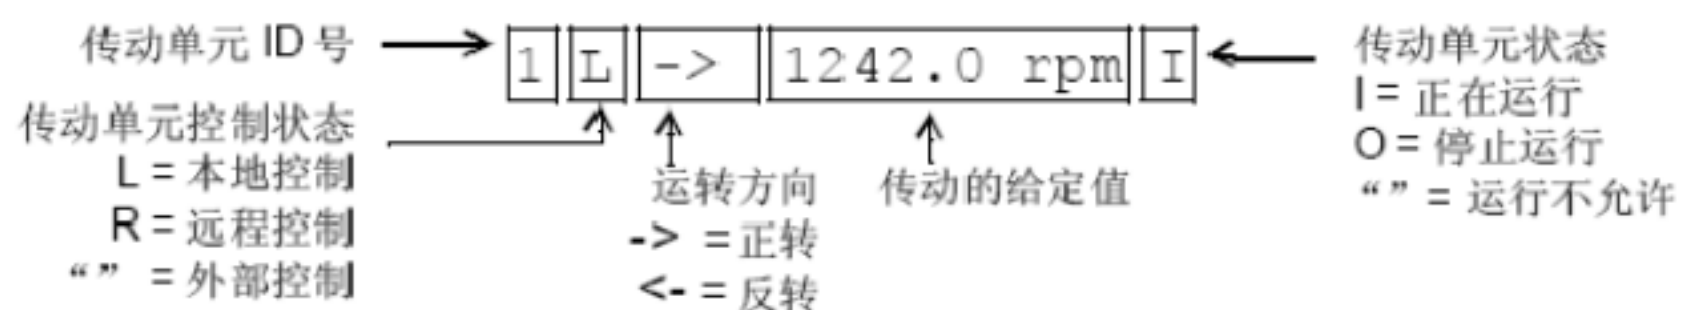 传动单元 ID 号
1 L -> 1242.0 rpm I
传动单元状态
I = 正在运行
O = 停止运行
“ ” = 运行不允许
传动单元控制状态
L = 本地控制
R = 远程控制
“ ” = 外部控制
运转方向
-> = 正转
<- = 反转
传动的给定值